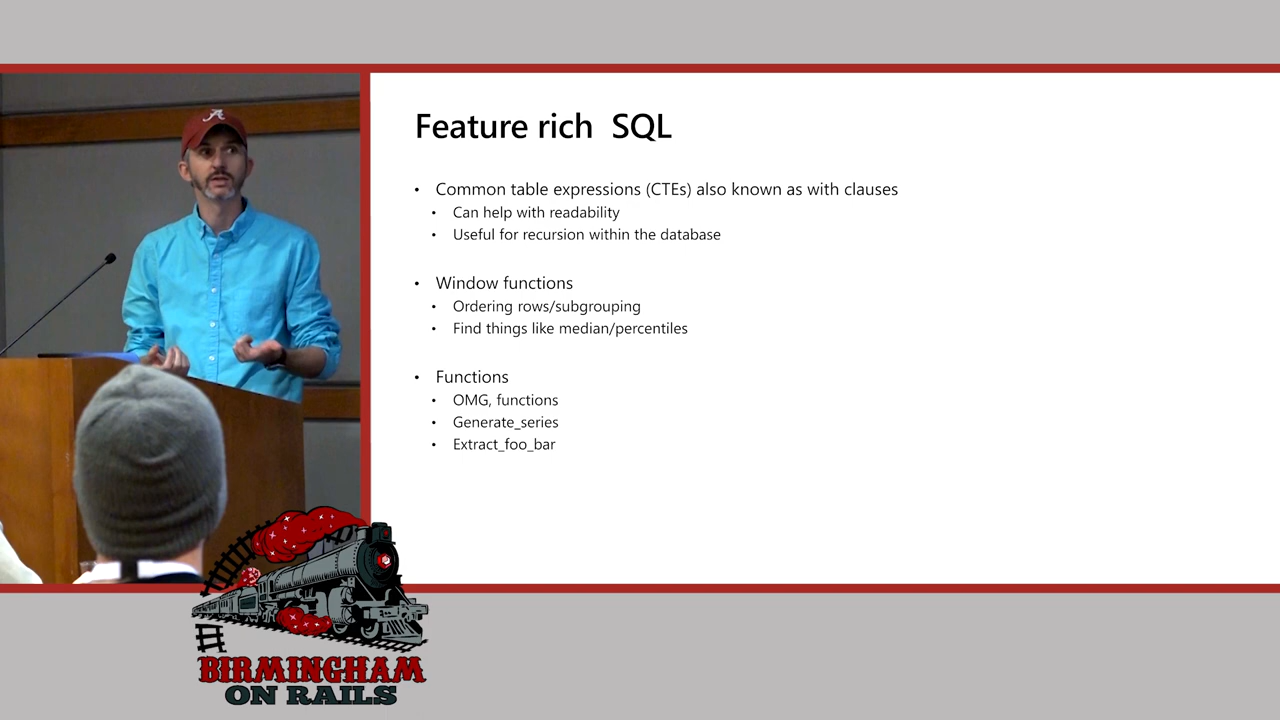 Feature rich  SQL
• Common table expressions (CTEs) also known as with clauses
• Can help with readability
• Useful for recursion within the database
• Window functions
• Ordering rows/subgrouping
• Find things like median/percentiles
• Functions
• OMG, functions
• Generate_series
• Extract_foo_bar
A
BIRMINGHAM
ON RAILS